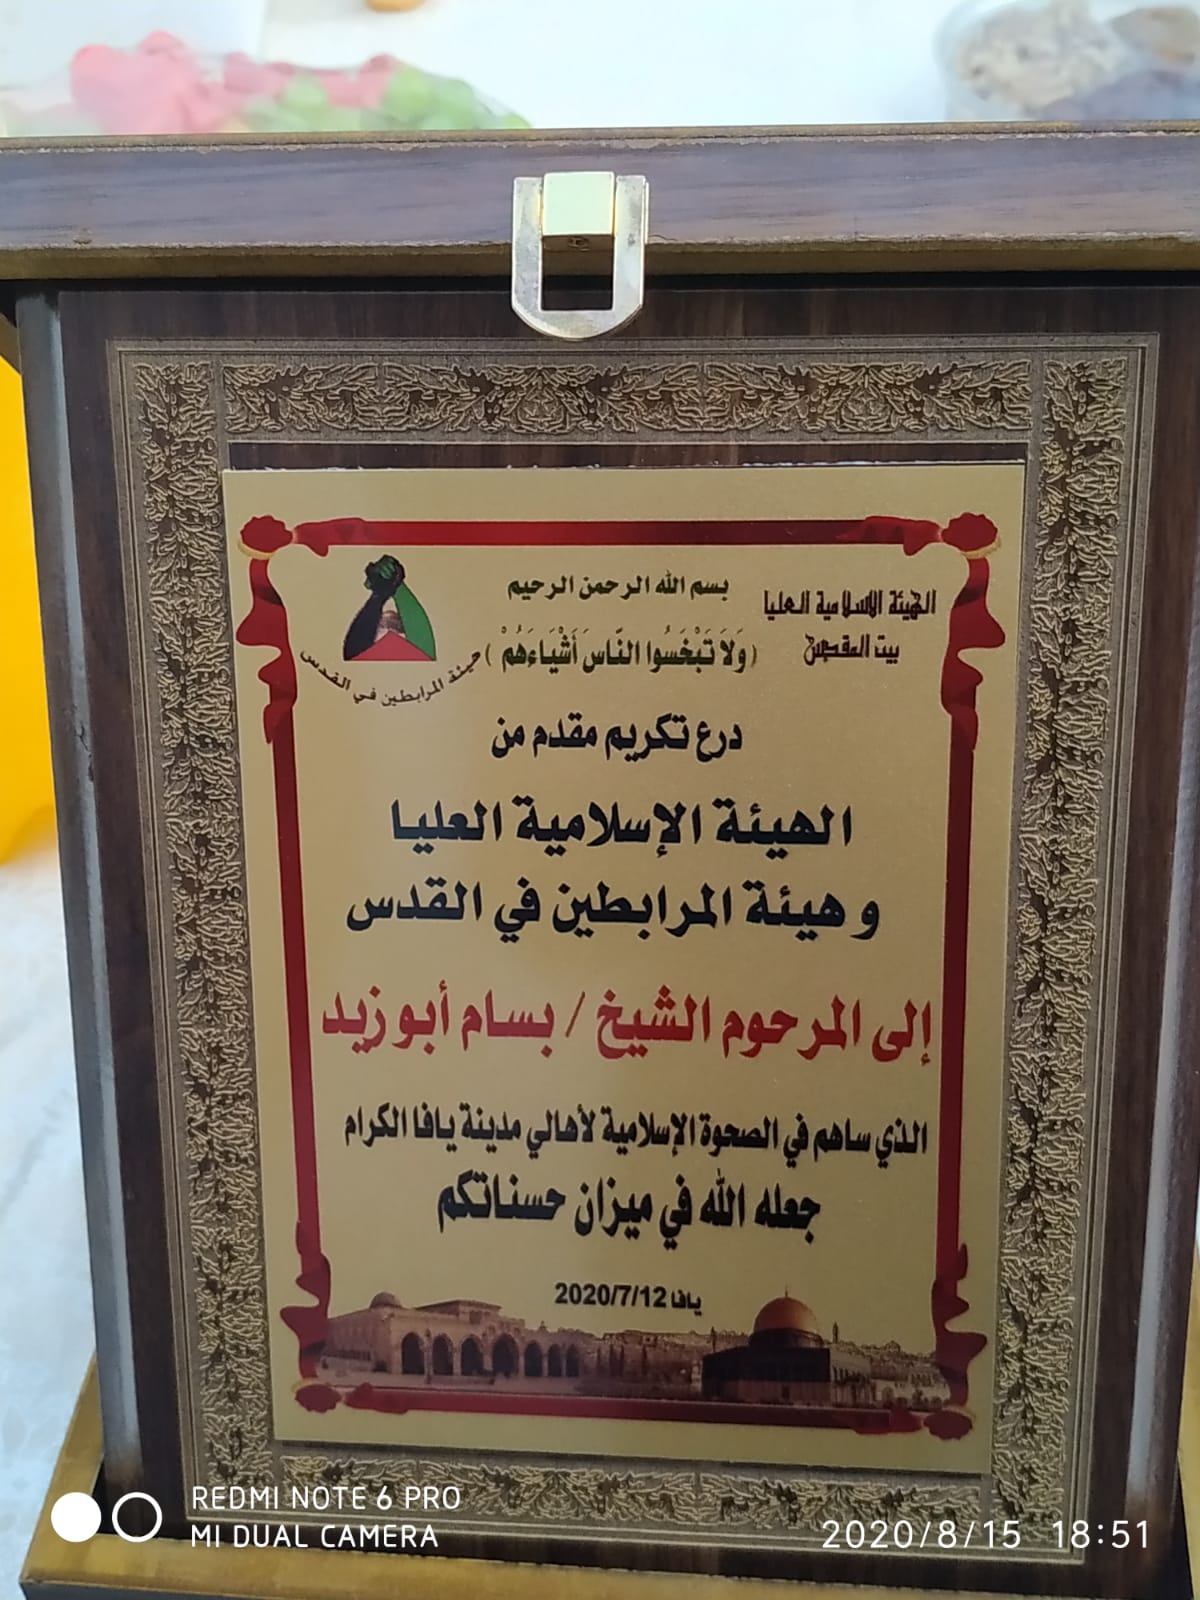 بسم الله الرحمن الرحيم
الهيئة الاسلامية العليا
بيت المقدس
(وَلاَ تَبْخَسُوا النَّاسَ أَشْيَاءَهُمْ)
هيئة المرابطين في القدس
درع تكريم مقدم من
الهيئة الإسلامية العليا
و هيئة المرابطين في القدس
إلى المرحوم الشيخ / بسام أبو زيد
الذي ساهم في الصحوة الإسلامية لأهالي مدينة يافا الكرام
جعله الله في ميزان حسناتكم
يافا 2020/7/12
REDMI NOTE 6 PRO
MI DUAL CAMERA
2020/8/15 18:51